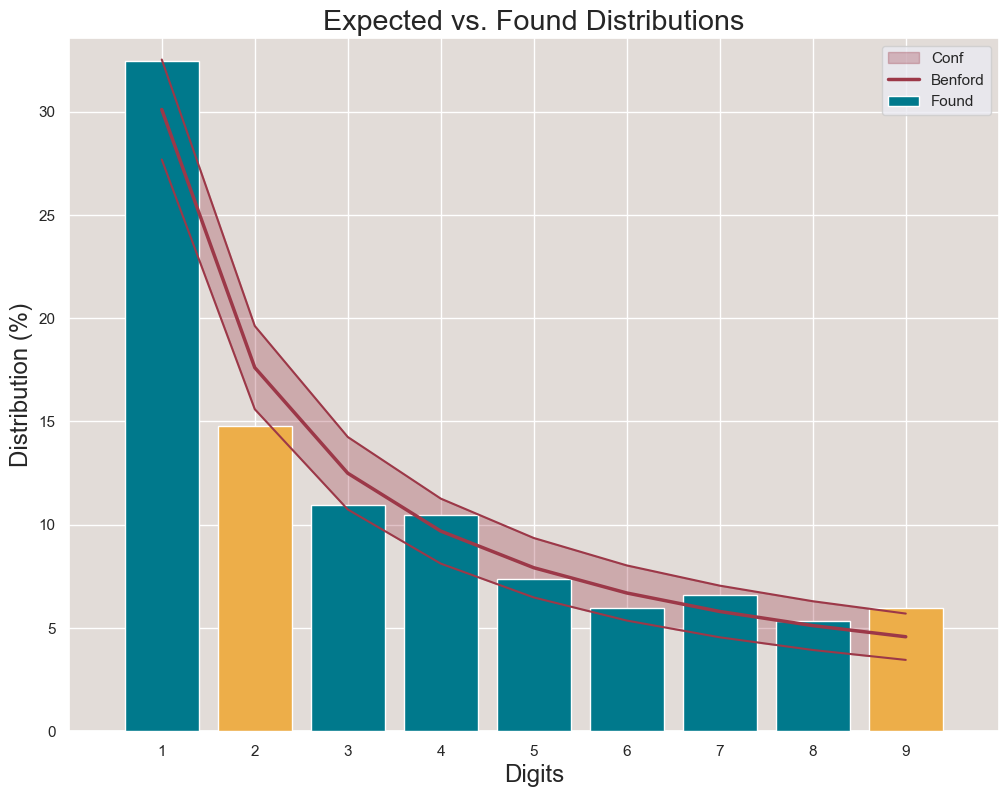 Expected vs. Found Distributions
Conf
Benford
Found
Distribution (%)
30
25
20
15
10
5
0
1 2 3 4 5 6 7 8 9
Digits